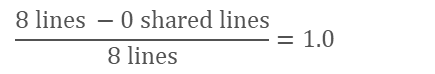 8 lines − 0 shared lines
8 lines
= 1.0